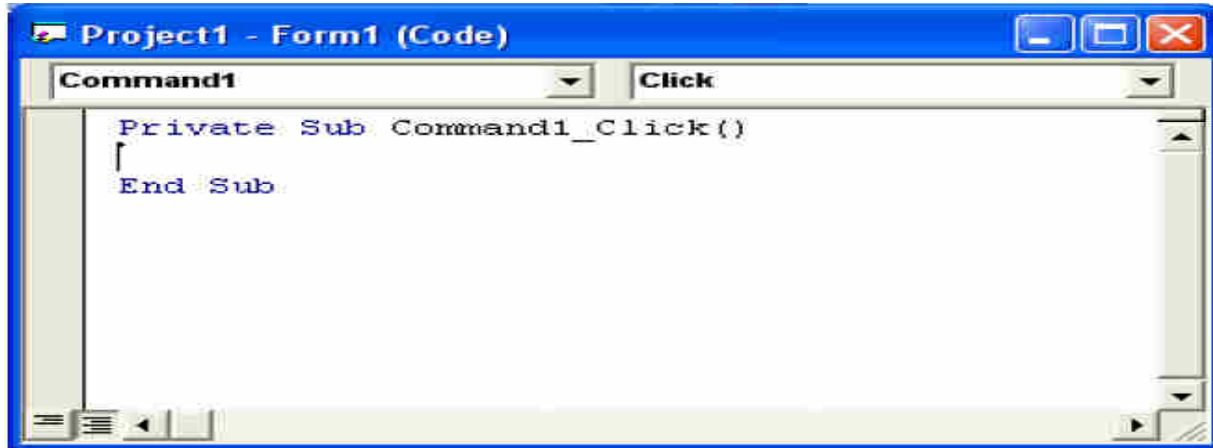 Project1 - Form1 (Code)
Command1 Click
Private Sub Command1_Click()
End Sub